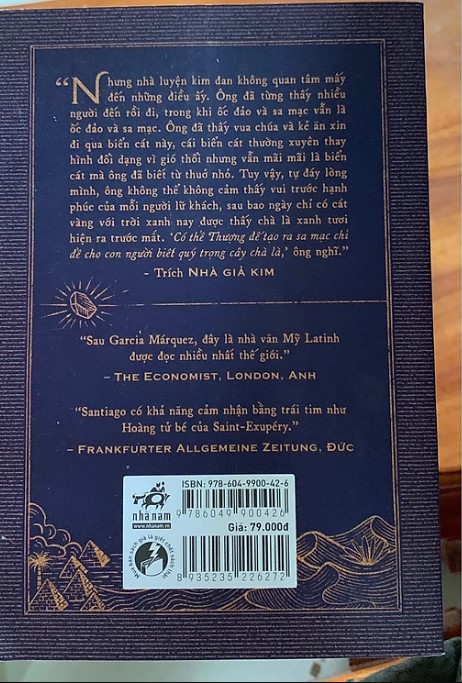 “Nhưng nhà luyện kim đan không quan tâm mấy
đến những điều ấy. Ông đã từng thấy nhiều
người đến rồi đi, trong khi ốc đảo và sa mạc vẫn là
ốc đảo và sa mạc. Ông đã thấy vua chúa và kẻ ăn xin
đi qua biển cát này, cái biển cát thường xuyên thay
hình đổi dạng vì gió thổi nhưng vẫn mãi mãi là biển
cát mà ông đã biết từ thuở nhỏ. Tuy vậy, tự đáy lòng
mình, ông không thể không cảm thấy vui trước hạnh
phúc của mỗi người lữ khách, sau bao ngày chỉ có cát
vàng với trời xanh nay được thấy chà là xanh tươi
hiện ra trước mắt. ‘Có thể Thượng đế tạo ra sa mạc chỉ
để cho con người biết quý trọng cây chà là,’ ông nghĩ.”
– Trích NHÀ GIẢ KIM
“Sau Garcia Márquez, đây là nhà văn Mỹ Latinh
được đọc nhiều nhất thế giới.”
– THE ECONOMIST, LONDON, ANH
“Santiago có khả năng cảm nhận bằng trái tim như
Hoàng tử bé của Saint-Exupéry.”
– FRANKFURTER ALLGEMEINE ZEITUNG, ĐỨC
ISBN: 978-604-9900-42-6
9 786049 900426
nhã nam
www.nhanam.vn
Giá: 79.000đ
Mua bán sách giả là giết chết sách thật
8 935235 226272